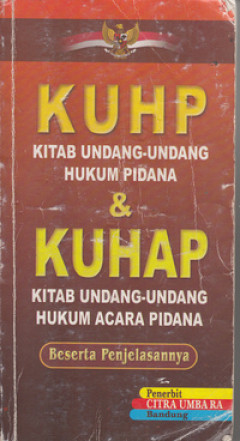 KUHP
KITAB UNDANG-UNDANG
HUKUM PIDANA
&
KUHAP
KITAB UNDANG-UNDANG
HUKUM ACARA PIDANA
Beserta Penjelasannya
Penerbit
CITRA UMBARA
Bandung